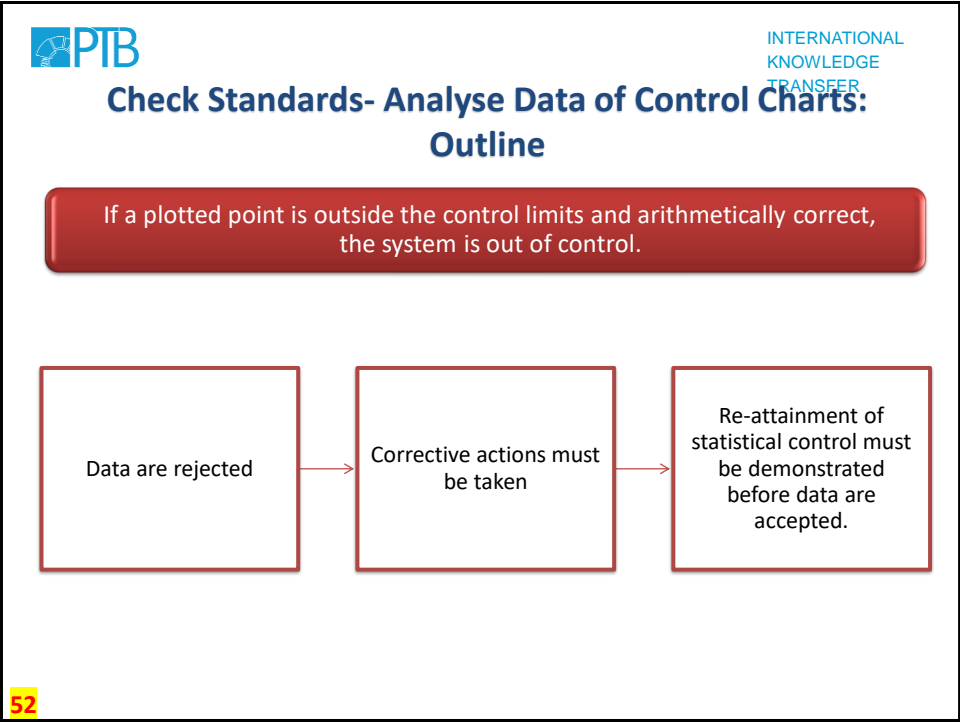 PTB
INTERNATIONAL
KNOWLEDGE
TRANSFER
Check Standards- Analyse Data of Control Charts:
Outline
If a plotted point is outside the control limits and arithmetically correct,
the system is out of control.
Data are rejected
Corrective actions must
be taken
Re-attainment of
statistical control must
be demonstrated
before data are
accepted.
52